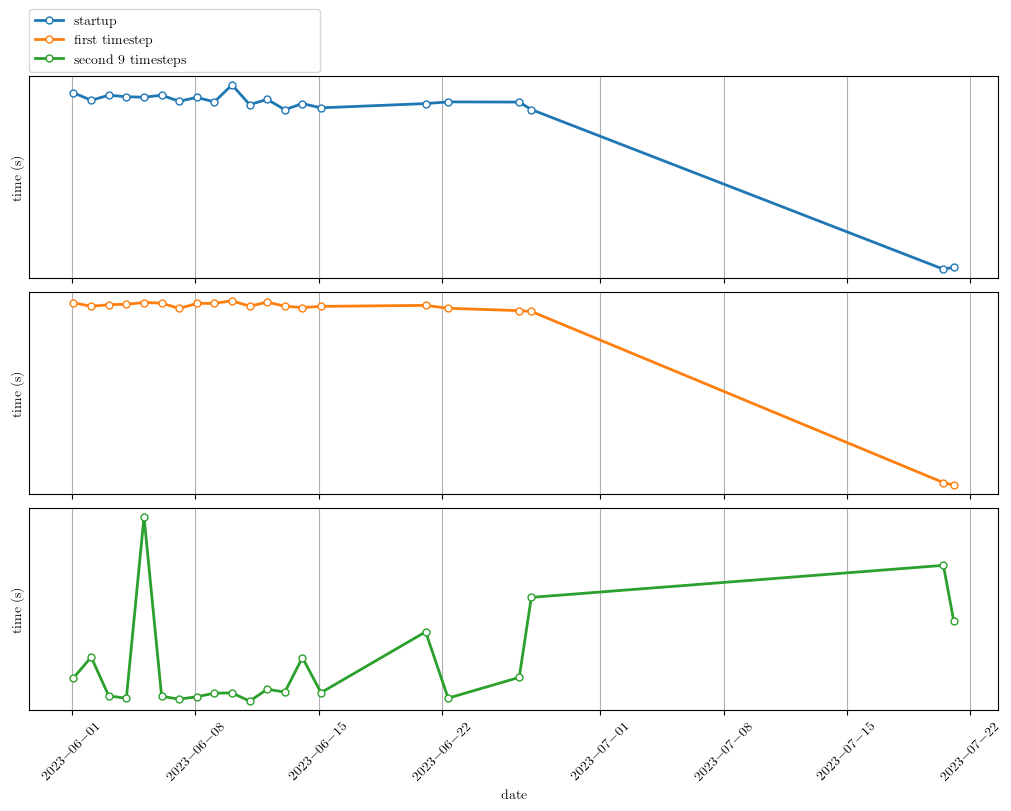 startup
first timestep
second 9 timesteps
time (s)
time (s)
time (s)
2023−06−01
2023−06−08
2023−06−15
2023−06−22
2023−07−01
2023−07−08
2023−07−15
2023−07−22
date